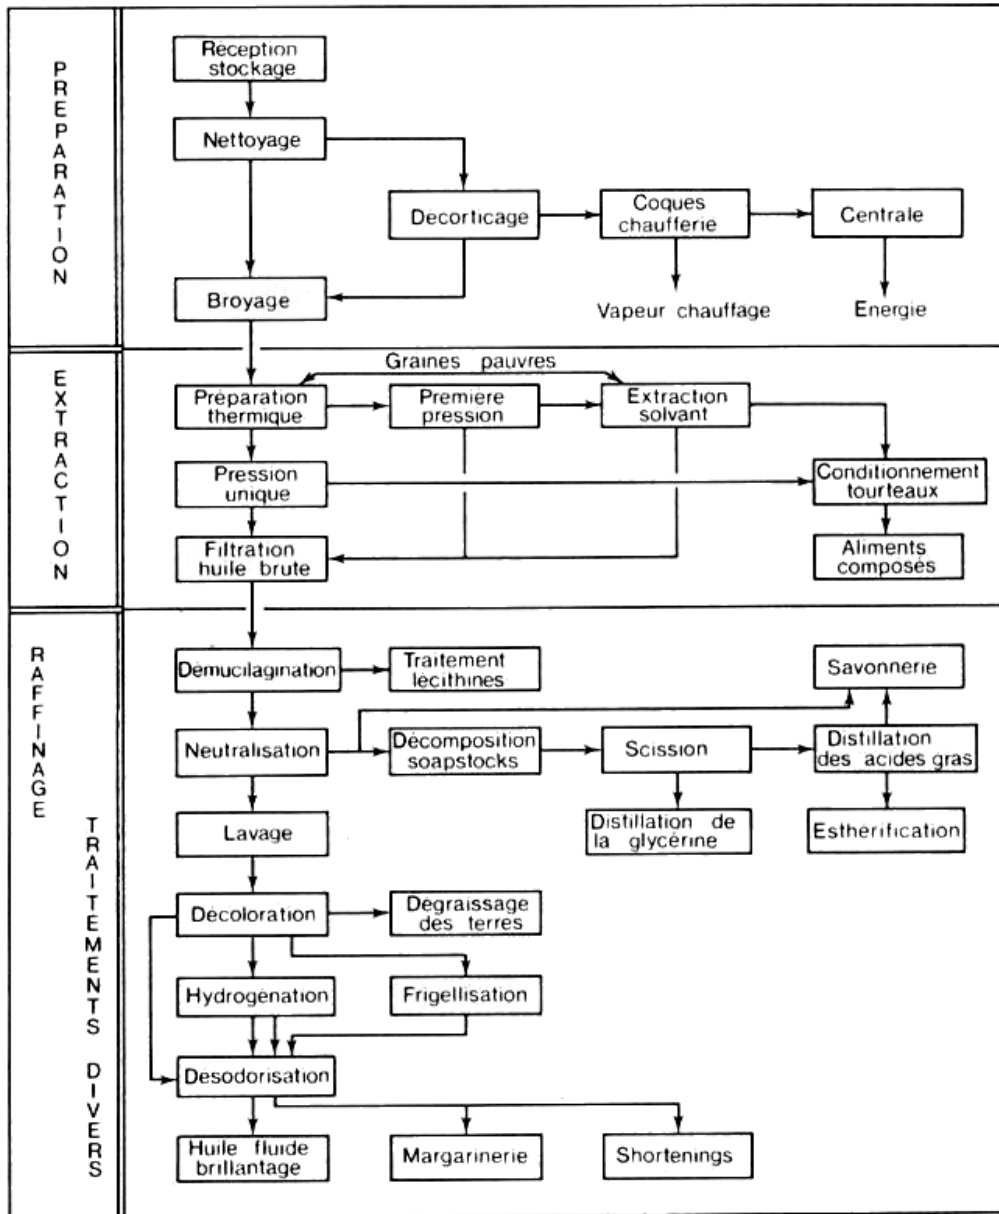 PREPARATION
Réception
stockage
Nettoyage
Décorticage
Coques
chaufferie
Centrale
Broyage
Vapeur chauffage
Energie
EXTRACTION
Graines pauvres
Préparation
thermique
Première
pression
Extraction
solvant
Pression
unique
Conditionnement
tourteaux
Filtration
huile brute
Aliments
composés
RAFFINAGE
TRAITEMENTS DIVERS
Démucilagination
Traitement
lécithines
Savonnerie
Neutralisation
Décomposition
soapstocks
Scission
Distillation
des acides gras
Lavage
Distillation de
la glycérine
Esthérification
Décoloration
Dégraissage
des terres
Hydrogénation
Frigellisation
Désodorisation
Huile fluide
brillantage
Margarinerie
Shortenings